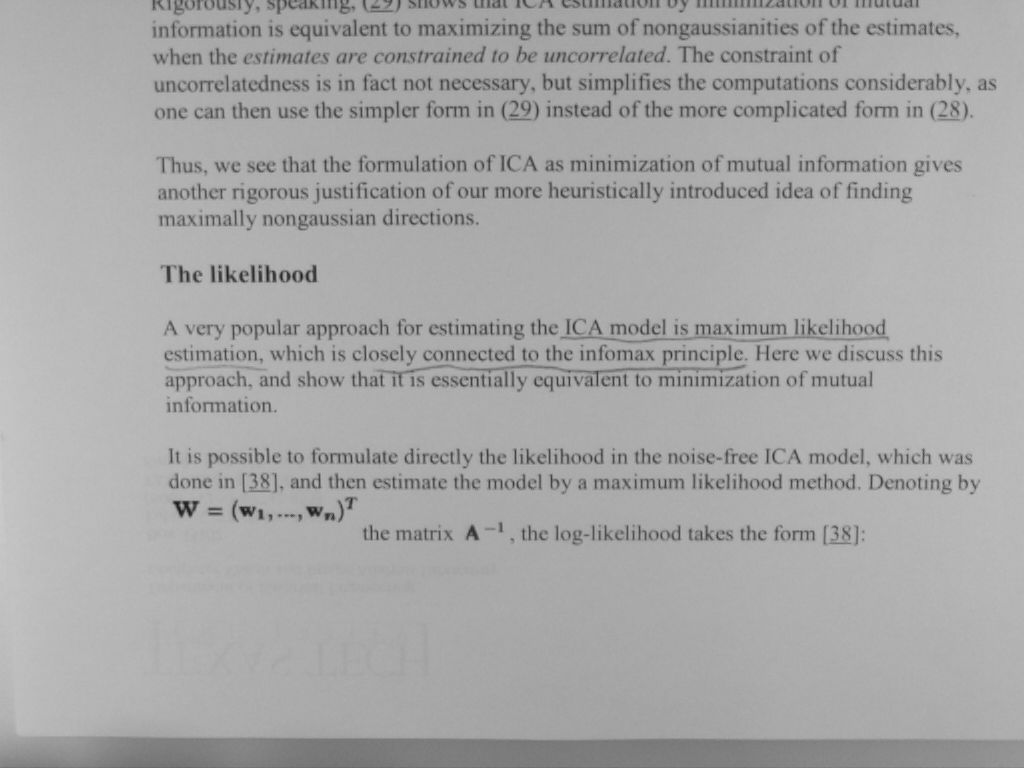 Rigorously, speaking, (29) shows that ICA estimation by minimization of mutual
information is equivalent to maximizing the sum of nongaussianities of the estimates,
when the estimates are constrained to be uncorrelated. The constraint of
uncorrelatedness is in fact not necessary, but simplifies the computations considerably, as
one can then use the simpler form in (29) instead of the more complicated form in (28).
Thus, we see that the formulation of ICA as minimization of mutual information gives
another rigorous justification of our more heuristically introduced idea of finding
maximally nongaussian directions.
The likelihood
A very popular approach for estimating the ICA model is maximum likelihood
estimation, which is closely connected to the infomax principle. Here we discuss this
approach, and show that it is essentially equivalent to minimization of mutual
information.
It is possible to formulate directly the likelihood in the noise-free ICA model, which was
done in [38], and then estimate the model by a maximum likelihood method. Denoting by
W = (w₁, ..., wₙ)ᵀ
the matrix A⁻¹, the log-likelihood takes the form [38]: